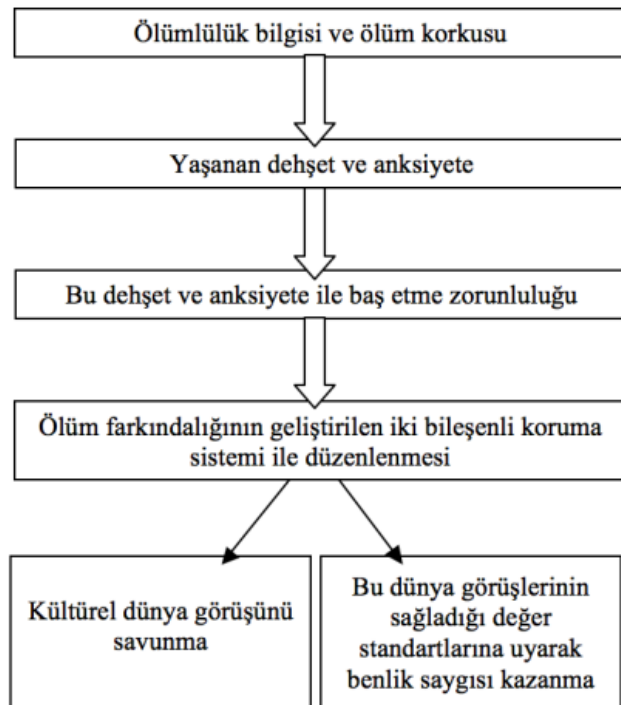 Ölümlülük bilgisi ve ölüm korkusu
Yaşanan dehşet ve anksiyete
Bu dehşet ve anksiyete ile baş etme zorunluluğu
Ölüm farkındalığının geliştirilen iki bileşenli koruma
sistemi ile düzenlenmesi
Kültürel dünya görüşünü
savunma
Bu dünya görüşlerinin
sağladığı değer
standartlarına uyarak
benlik saygısı kazanma